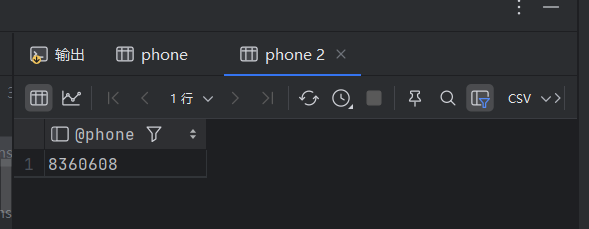 输出 phone phone 2
1 行 CSV
@phone
1 8360608